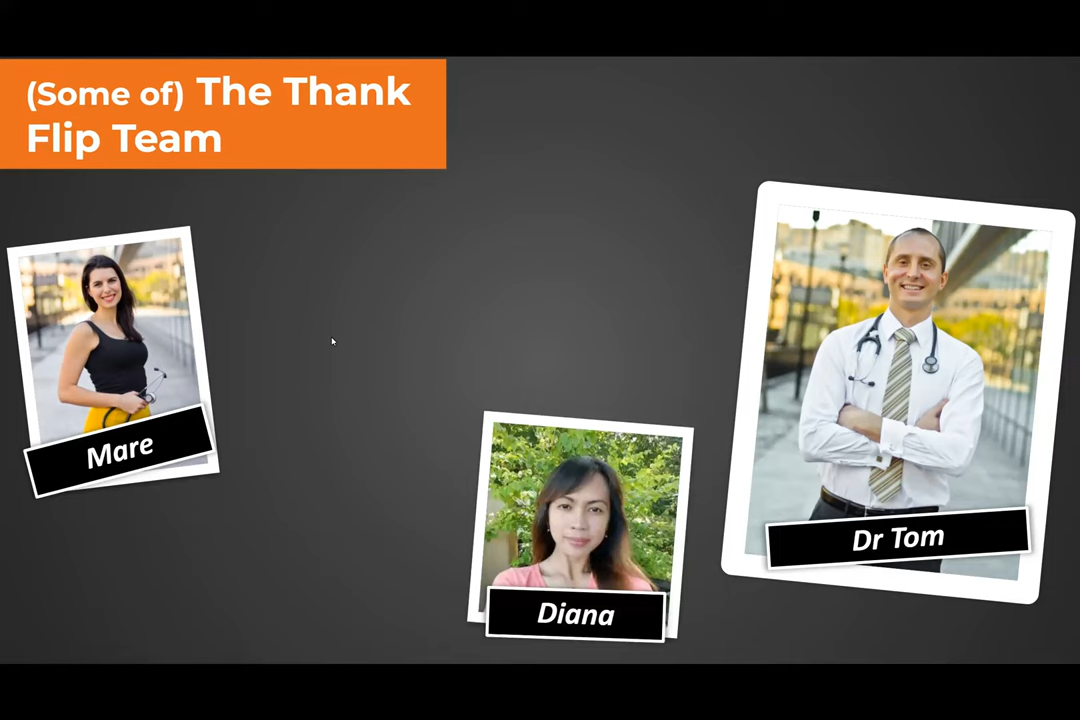 (Some of) The Thank
Flip Team
Mare
Diana
Dr Tom